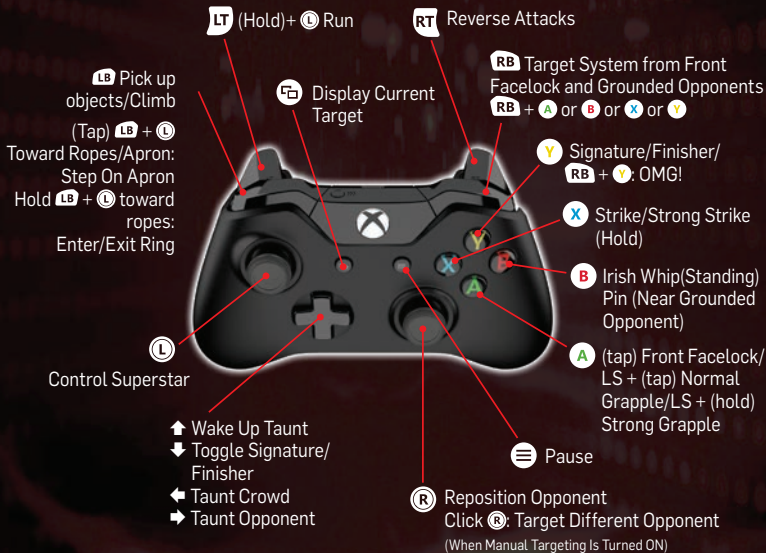 LT (Hold)+ L Run
RT Reverse Attacks
LB Pick up
objects/Climb
(Tap) LB + L
Toward Ropes/Apron:
Step On Apron
Hold LB + L toward
ropes:
Enter/Exit Ring
Display Current
Target
RB Target System from Front
Facelock and Grounded Opponents
RB + A or B or X or Y
Y Signature/Finisher/
RB + Y: OMG!
X Strike/Strong Strike
(Hold)
B Irish Whip(Standing)
Pin (Near Grounded
Opponent)
A (tap) Front Facelock/
LS + (tap) Normal
Grapple/LS + (hold)
Strong Grapple
Y
X
B
A
L
Control Superstar
⬆ Wake Up Taunt
⬇ Toggle Signature/
Finisher
⬅ Taunt Crowd
➡ Taunt Opponent
Pause
R Reposition Opponent
Click R: Target Different Opponent
(When Manual Targeting Is Turned ON)